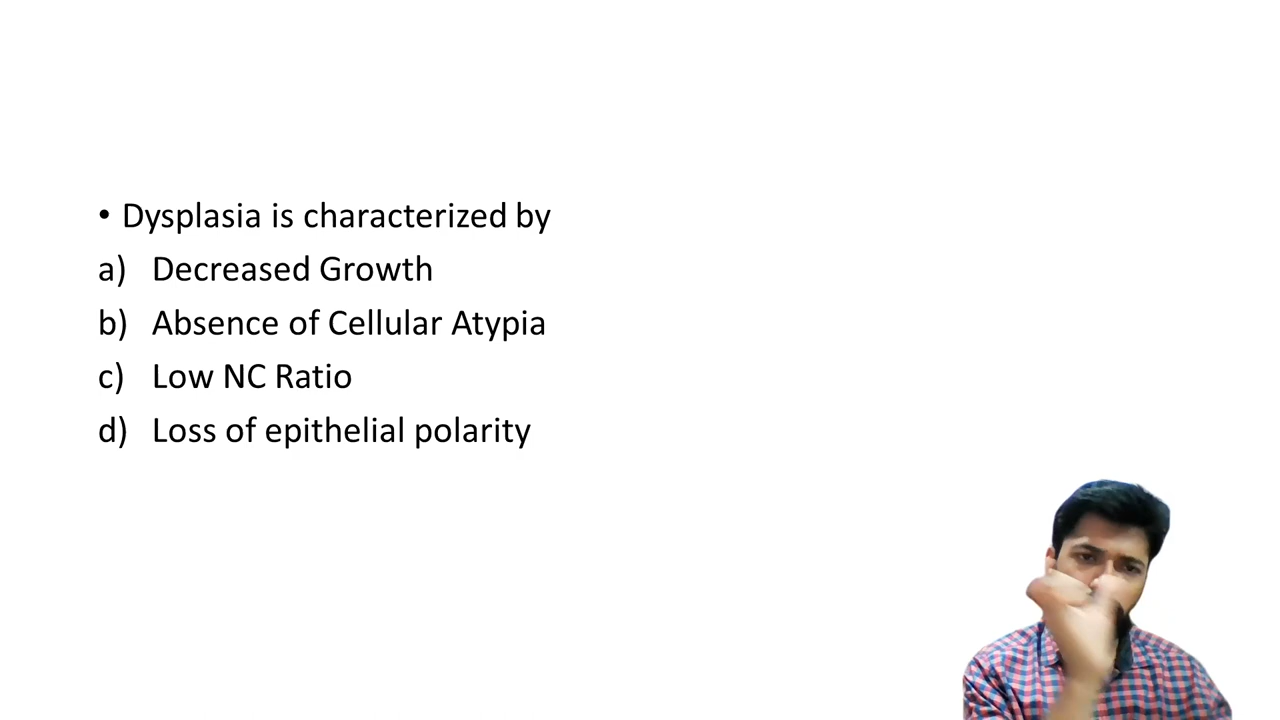 • Dysplasia is characterized by
a) Decreased Growth
b) Absence of Cellular Atypia
c) Low NC Ratio
d) Loss of epithelial polarity